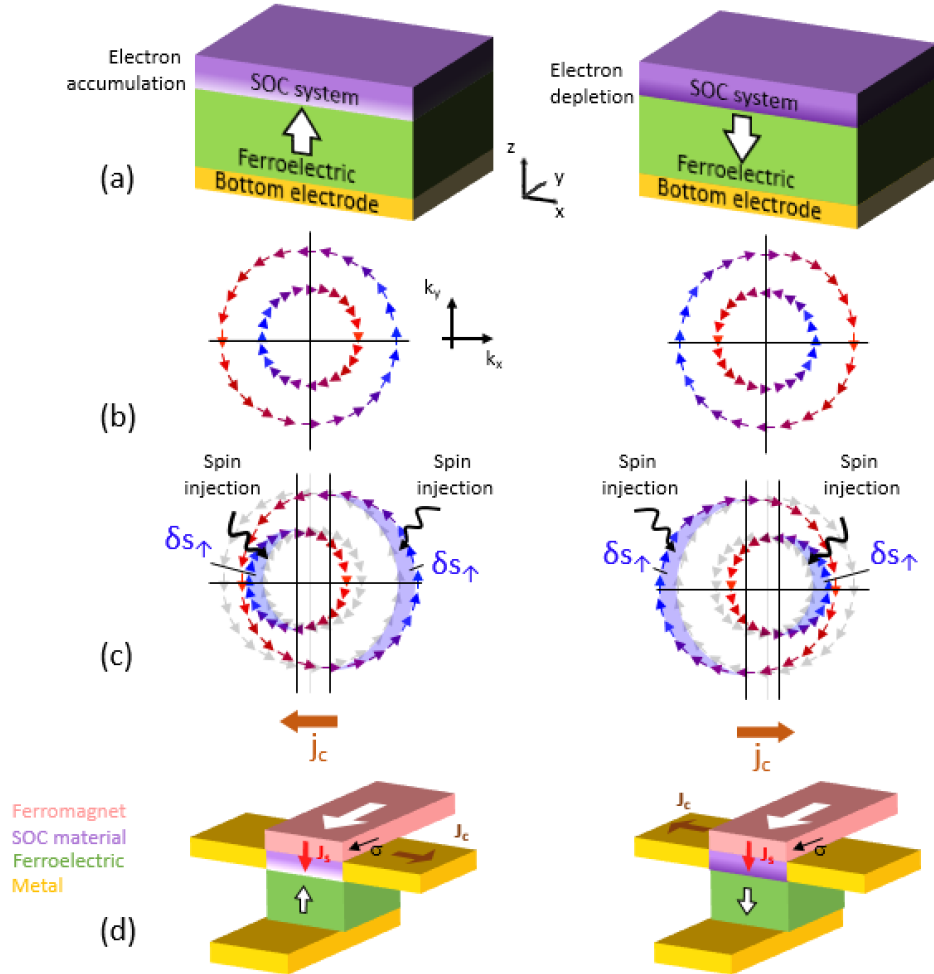 Electron
accumulation
SOC system
Ferroelectric
Bottom electrode
Electron
depletion
SOC system
Ferroelectric
Bottom electrode
(a)
z
y
x
(b)
k_y
k_x
(c)
Spin
injection
Spin
injection
δs↑
δs↑
j_c
Spin
injection
Spin
injection
δs↑
δs↑
j_c
(d)
Ferromagnet
SOC material
Ferroelectric
Metal
J_s
σ
J_c
J_c
J_s
σ